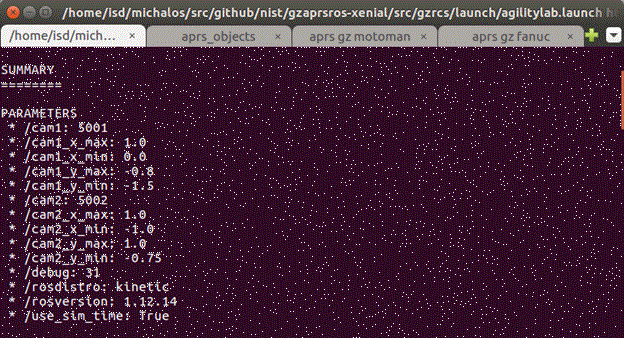 /home/isd/michalos/src/github/nist/gzaprsros-xenial/src/gzrcs/launch/agilitylab.launch
/home/isd/mich... × aprs_objects aprs gz motoman × aprs gz fanuc ×
SUMMARY
========
PARAMETERS
* /cam1: 5001
* /cam1_x_max: 1.0
* /cam1_x_min: 0.0
* /cam1_y_max: -0.8
* /cam1_y_min: -1.5
* /cam2: 5002
* /cam2_x_max: 1.0
* /cam2_x_min: -1.0
* /cam2_y_max: 1.0
* /cam2_y_min: -0.75
* /debug: 31
* /rosdistro: kinetic
* /rosversion: 1.12.14
* /use_sim_time: True